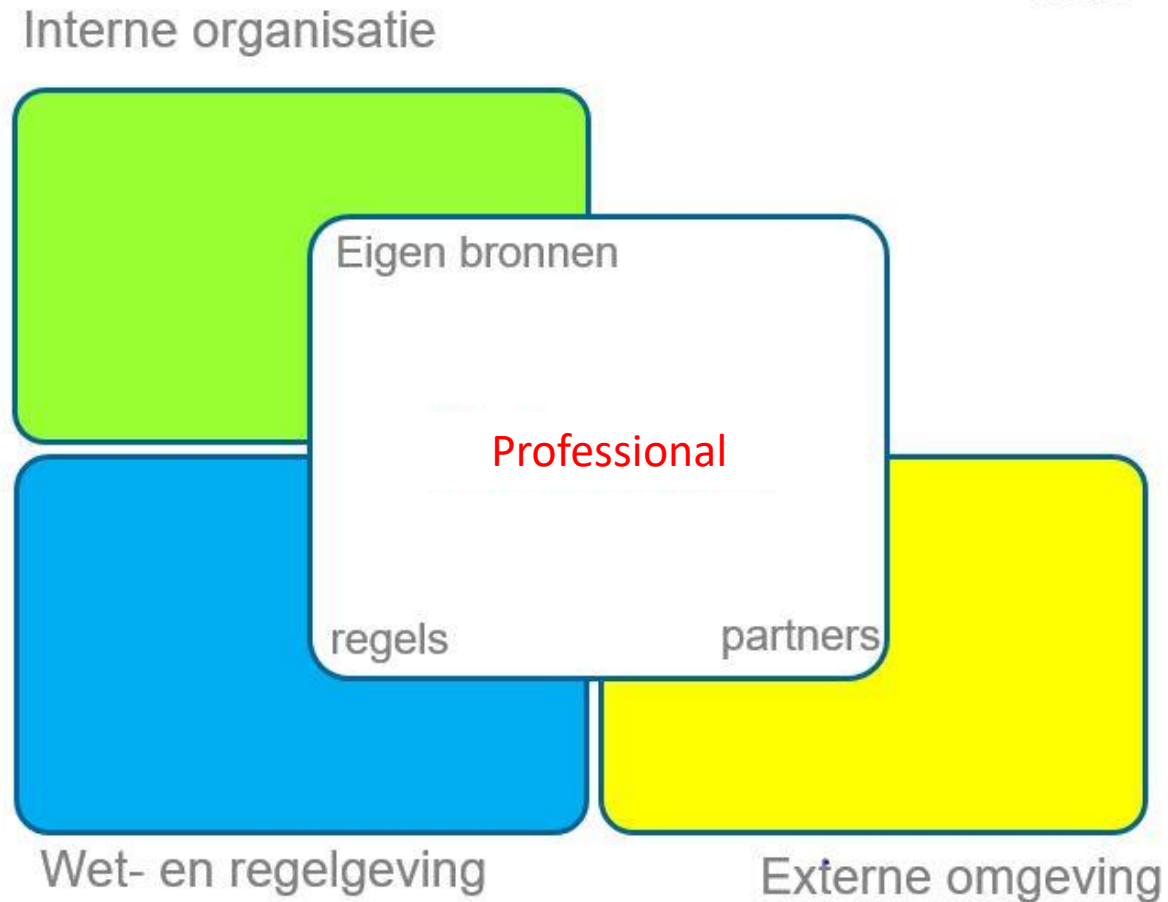 Interne organisatie
Eigen bronnen
Professional
regels
partners
Wet- en regelgeving
Externe omgeving